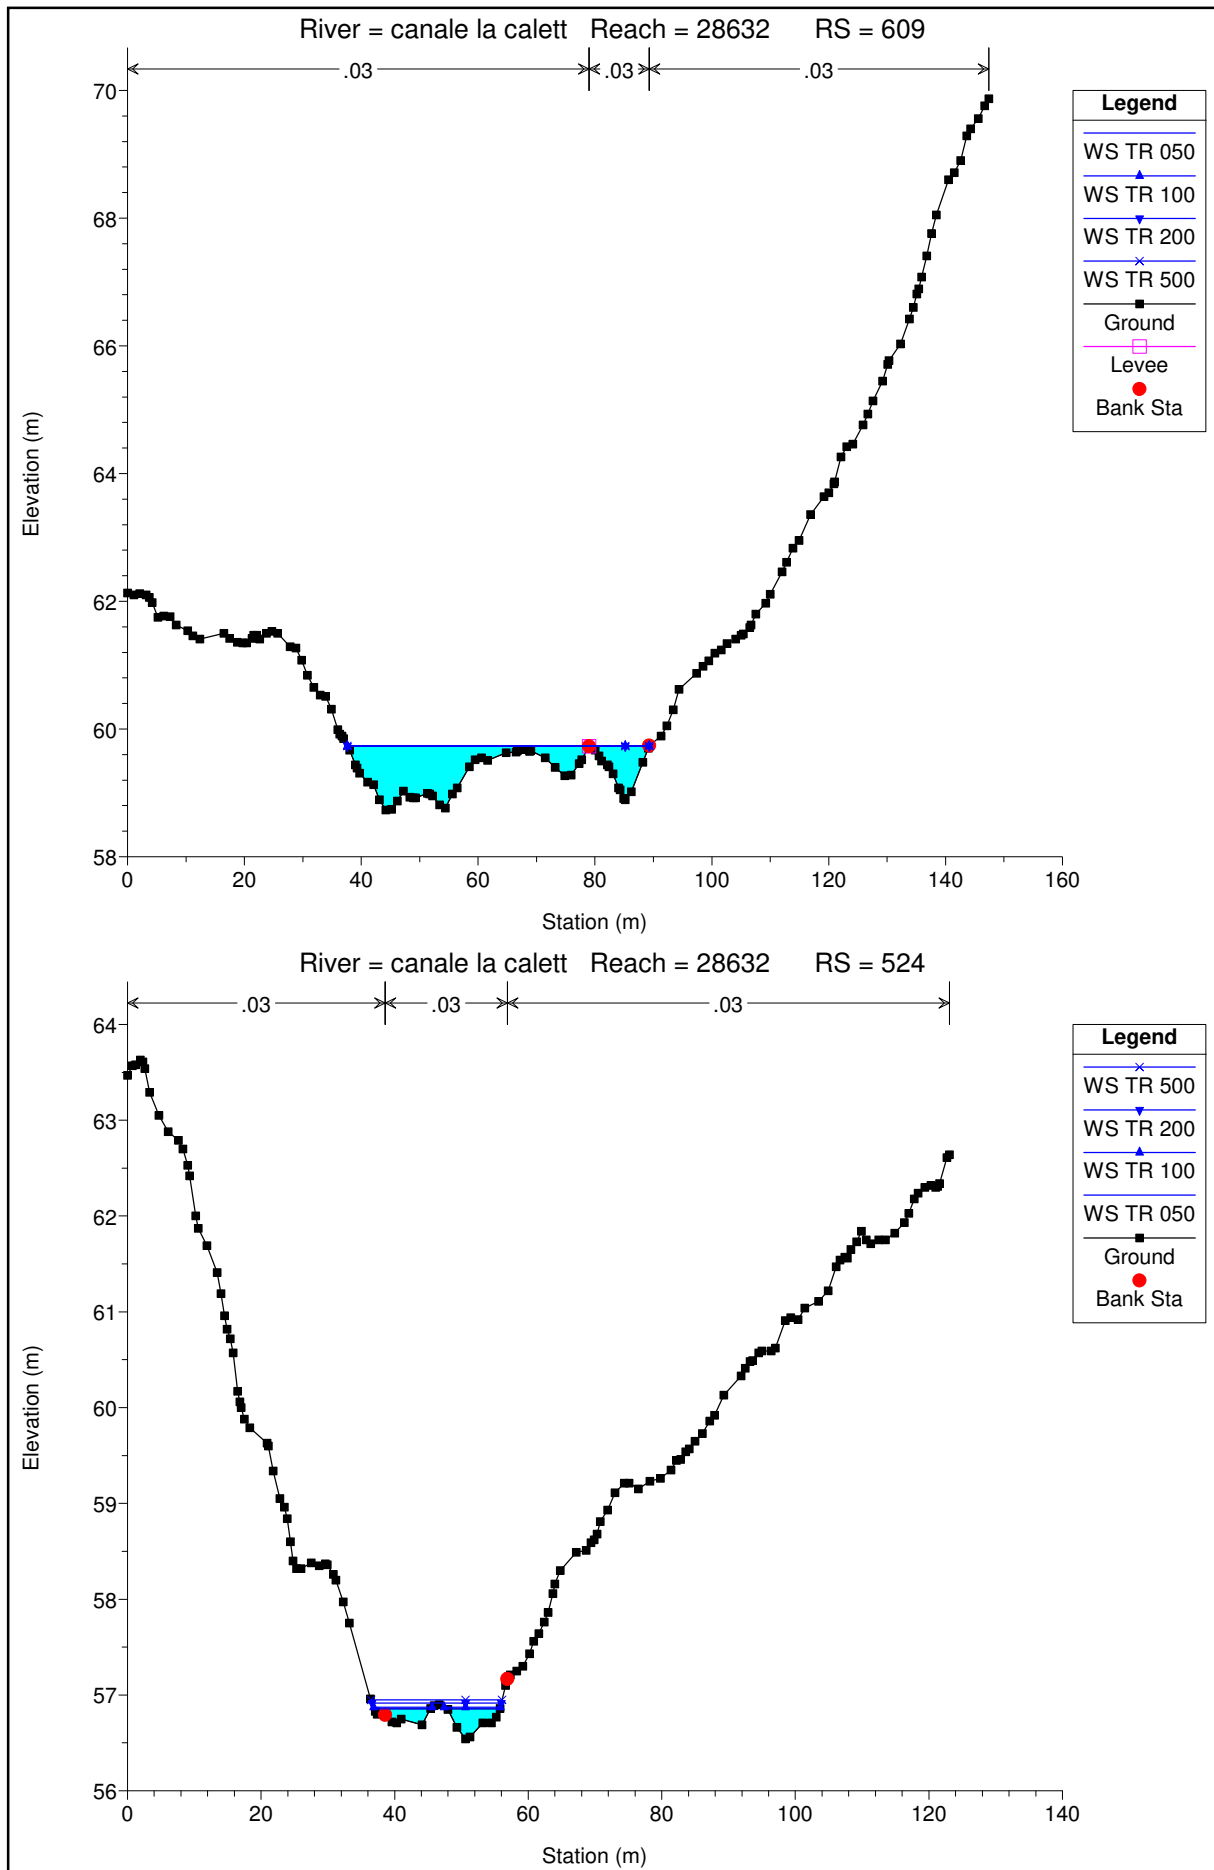 River = canale la calett   Reach = 28632      RS = 609
.03 .03 .03
70
68
66
64
62
60
58
Elevation (m)
0 20 40 60 80 100 120 140 160
Station (m)
Legend
WS TR 050
WS TR 100
WS TR 200
WS TR 500
Ground
Levee
Bank Sta
River = canale la calett   Reach = 28632      RS = 524
.03 .03 .03
64
63
62
61
60
59
58
57
56
Elevation (m)
0 20 40 60 80 100 120 140
Station (m)
Legend
WS TR 500
WS TR 200
WS TR 100
WS TR 050
Ground
Bank Sta